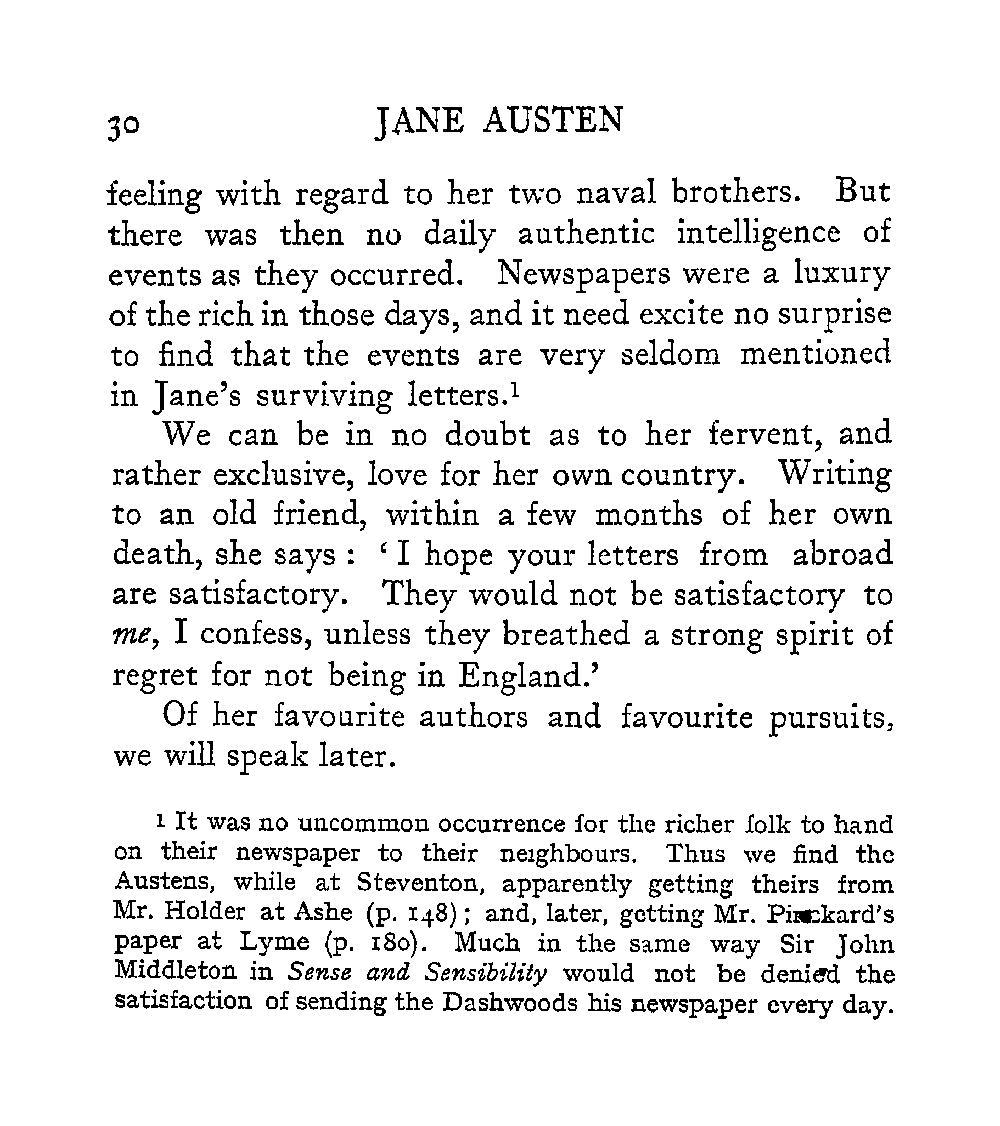 30 JANE AUSTEN
feeling with regard to her two naval brothers. But
there was then no daily authentic intelligence of
events as they occurred. Newspapers were a luxury
of the rich in those days, and it need excite no surprise
to find that the events are very seldom mentioned
in Jane's surviving letters.¹
We can be in no doubt as to her fervent, and
rather exclusive, love for her own country. Writing
to an old friend, within a few months of her own
death, she says : ‘ I hope your letters from abroad
are satisfactory. They would not be satisfactory to
me, I confess, unless they breathed a strong spirit of
regret for not being in England.’
Of her favourite authors and favourite pursuits,
we will speak later.
¹ It was no uncommon occurrence for the richer folk to hand
on their newspaper to their neighbours. Thus we find the
Austens, while at Steventon, apparently getting theirs from
Mr. Holder at Ashe (p. 148) ; and, later, getting Mr. Pinckard's
paper at Lyme (p. 180). Much in the same way Sir John
Middleton in Sense and Sensibility would not be denied the
satisfaction of sending the Dashwoods his newspaper every day.